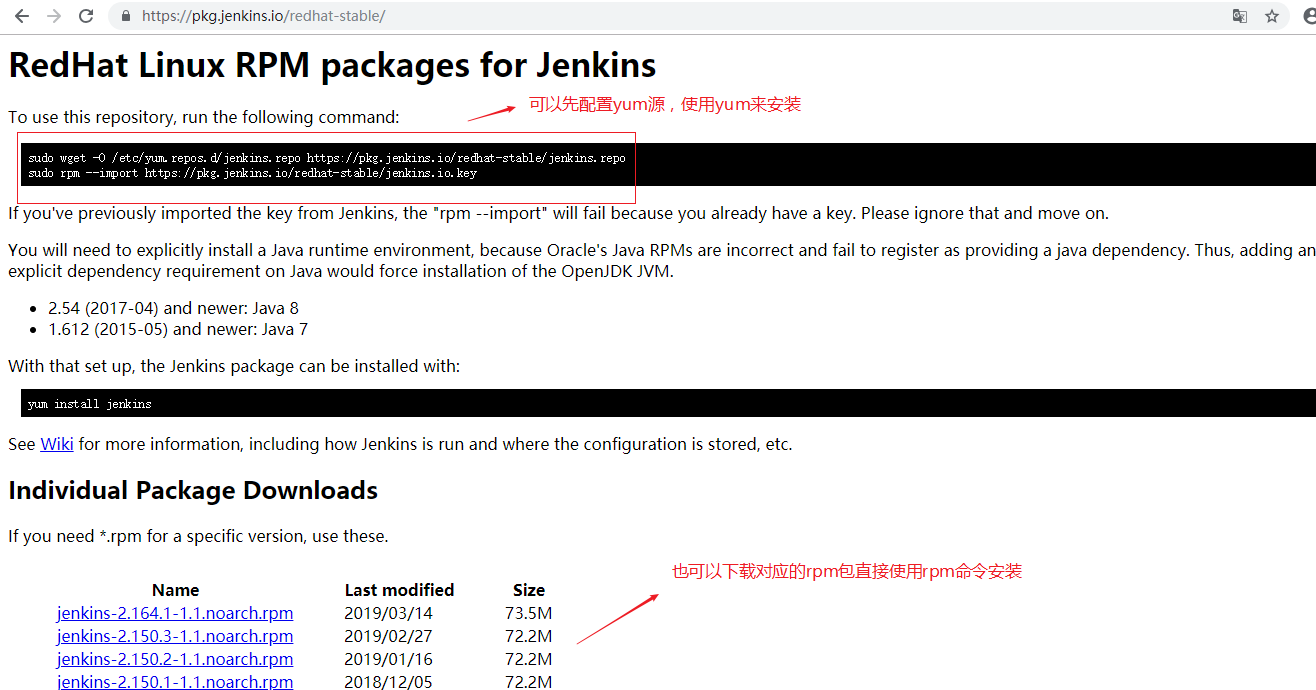 https://pkg.jenkins.io/redhat-stable/
RedHat Linux RPM packages for Jenkins
可以先配置yum源，使用yum来安装
To use this repository, run the following command:
sudo wget -O /etc/yum.repos.d/jenkins.repo https://pkg.jenkins.io/redhat-stable/jenkins.repo
sudo rpm --import https://pkg.jenkins.io/redhat-stable/jenkins.io.key
If you've previously imported the key from Jenkins, the "rpm --import" will fail because you already have a key. Please ignore that and move on.
You will need to explicitly install a Java runtime environment, because Oracle's Java RPMs are incorrect and fail to register as providing a java dependency. Thus, adding an
explicit dependency requirement on Java would force installation of the OpenJDK JVM.
• 2.54 (2017-04) and newer: Java 8
• 1.612 (2015-05) and newer: Java 7
With that set up, the Jenkins package can be installed with:
yum install jenkins
See Wiki for more information, including how Jenkins is run and where the configuration is stored, etc.
Individual Package Downloads
If you need *.rpm for a specific version, use these.
也可以下载对应的rpm包直接使用rpm命令安装
Name Last modified Size
jenkins-2.164.1-1.1.noarch.rpm 2019/03/14 73.5M
jenkins-2.150.3-1.1.noarch.rpm 2019/02/27 72.2M
jenkins-2.150.2-1.1.noarch.rpm 2019/01/16 72.2M
jenkins-2.150.1-1.1.noarch.rpm 2018/12/05 72.2M